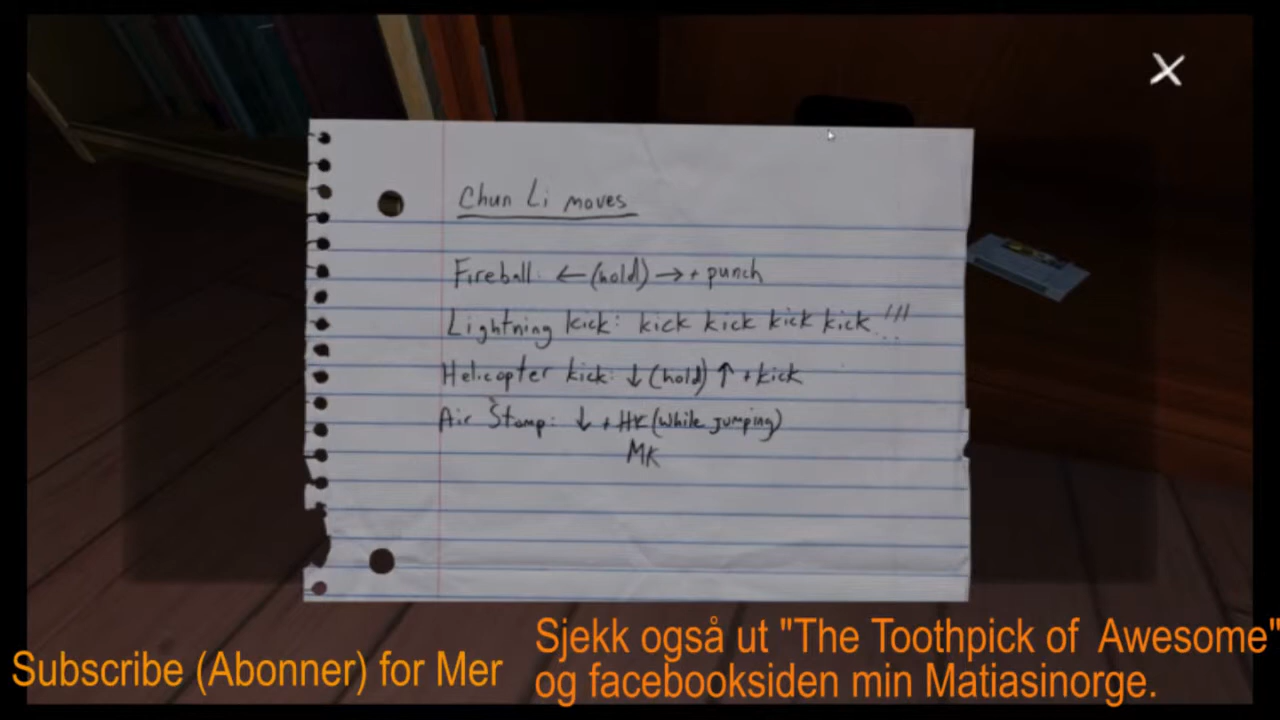 Chun Li moves
Fireball: ← (hold) → + punch
Lightning kick: kick kick kick kick!!!
Helicopter kick: ↓ (hold) ↑ + kick
Air Stomp: ↓ + HK (while jumping)
MK
Subscribe (Abonner) for Mer
Sjekk også ut "The Toothpick of Awesome"
og facebooksiden min Matiasinorge.